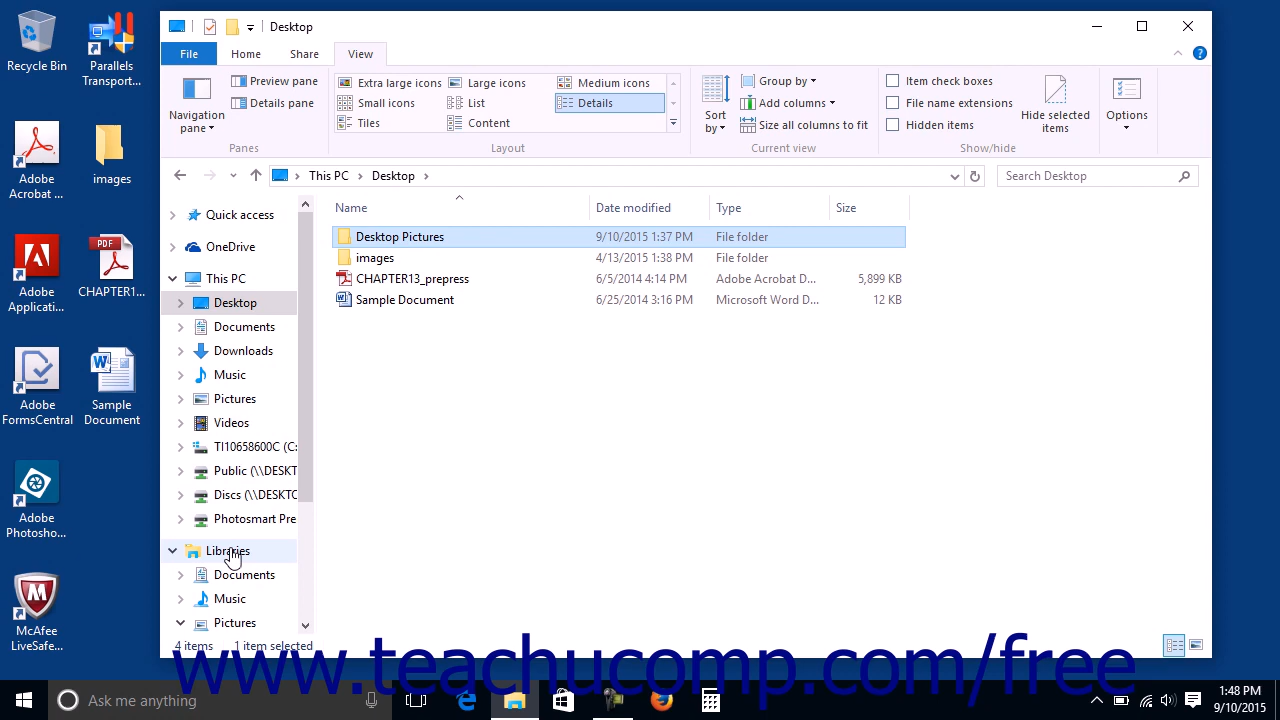 Recycle Bin
Parallels
Transport...
Adobe
Acrobat ...
images
Adobe
Applicati...
PDF
CHAPTER1...
Adobe
FormsCentral
Sample
Document
Adobe
Photosho...
McAfee
LiveSafe...
Desktop
File
Home
Share
View
Navigation
pane
Preview pane
Details pane
Panes
Extra large icons
Large icons
Medium icons
Small icons
List
Details
Tiles
Content
Layout
Sort
by
Group by
Add columns
Size all columns to fit
Current view
Item check boxes
File name extensions
Hidden items
Hide selected
items
Show/hide
Options
This PC
Desktop
Search Desktop
Name
Date modified
Type
Size
Desktop Pictures 9/10/2015 1:37 PM File folder
images 4/13/2015 1:38 PM File folder
CHAPTER13_prepress 6/5/2014 4:14 PM Adobe Acrobat D... 5,899 KB
Sample Document 6/25/2014 3:16 PM Microsoft Word D... 12 KB
Quick access
OneDrive
This PC
Desktop
Documents
Downloads
Music
Pictures
Videos
TI10658600C (C:
Public (\\DESKT
Discs (\\DESKTO
Photosmart Pre
Libraries
Documents
Music
Pictures
4 items
1 item selected
www.teachucomp.com/free
Ask me anything
1:48 PM
9/10/2015